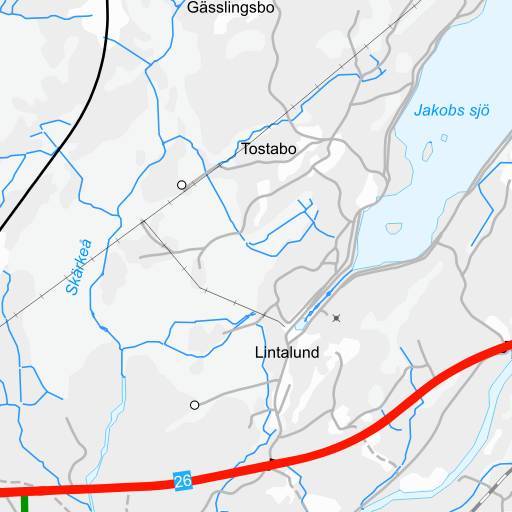 Gässlingsbo
Jakobs sjö
Tostabo
Skärkeå
Lintalund
26